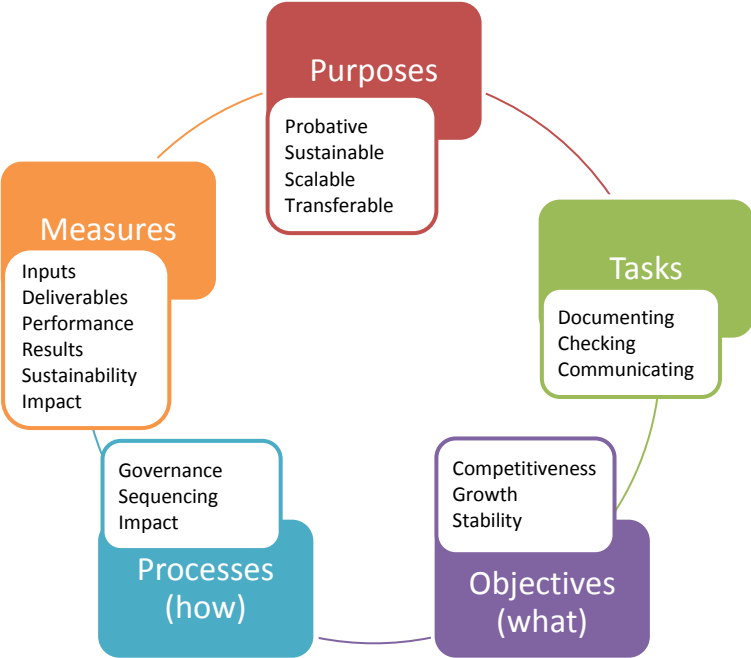 Purposes
Probative
Sustainable
Scalable
Transferable
Tasks
Documenting
Checking
Communicating
Competitiveness
Growth
Stability
Objectives
(what)
Governance
Sequencing
Impact
Processes
(how)
Measures
Inputs
Deliverables
Performance
Results
Sustainability
Impact